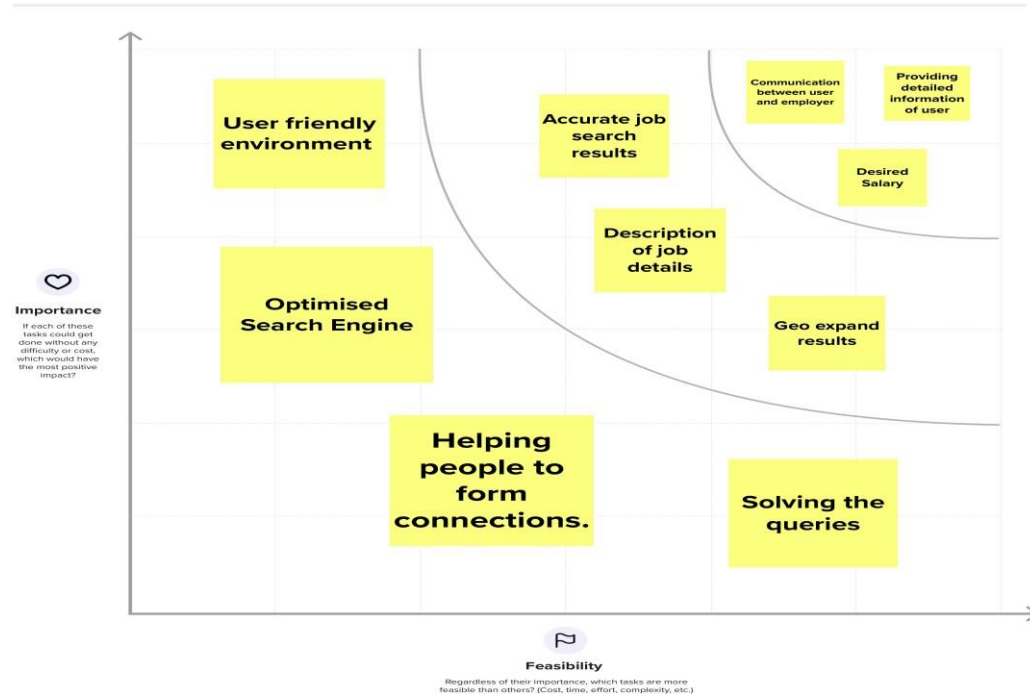 Communication
between user
and employer
Providing
detailed
information
of user
User friendly
environment
Accurate job
search
results
Desired
Salary
Description
of job
details
Optimised
Search Engine
Geo expand
results
Importance
If each of these
tasks could get
done without any
difficulty or cost,
which would have
the most positive
impact?
Helping
people to
form
connections.
Solving the
queries
Feasibility
Regardless of their importance, which tasks are more
feasible than others? (Cost, time, effort, complexity, etc.)